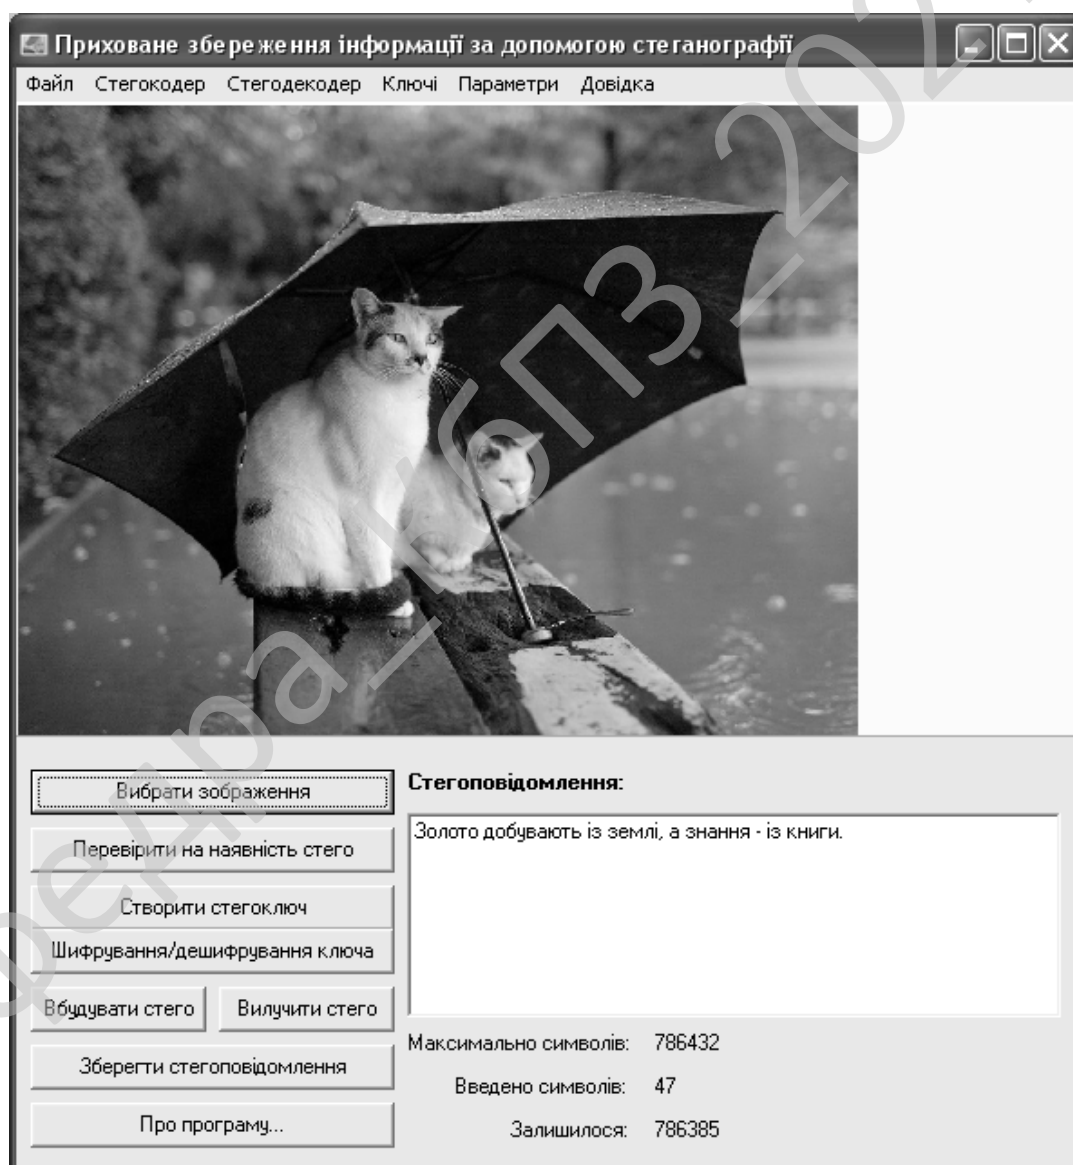 Приховане збереження інформації за допомогою стеганографії
Файл Стегокодер Стегодекодер Ключі Параметри Довідка
Вибрати зображення
Перевірити на наявність стего
Створити стегоключ
Шифрування/дешифрування ключа
Вбудувати стего Вилучити стего
Зберегти стегоповідомлення
Про програму...
Стегоповідомлення:
Золото добувають із землі, а знання - із книги.
Максимально символів: 786432
Введено символів: 47
Залишилося: 786385